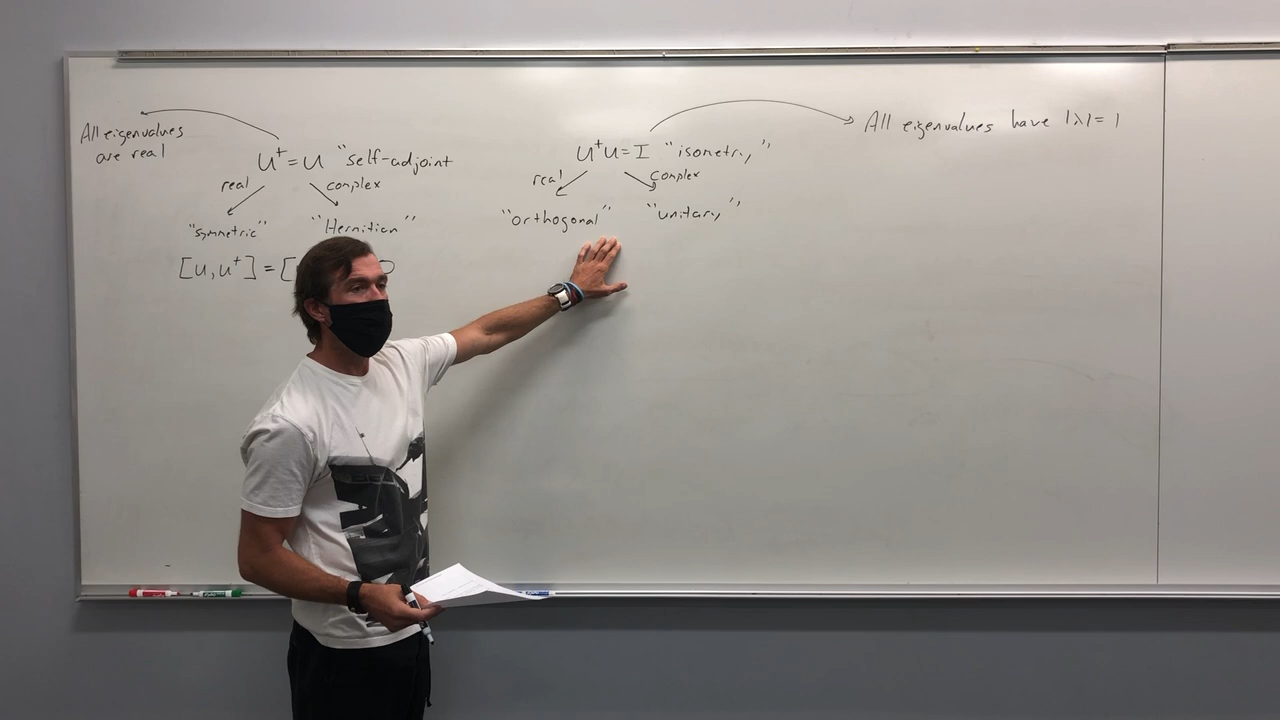 All eigenvalues
are real
U† = U "self-adjoint
real
complex
"symmetric"
"Hermitian"
[U, U†] = [
U†U = I "isometry"
real
complex
"orthogonal"
"unitary"
All eigenvalues have |λ| = 1